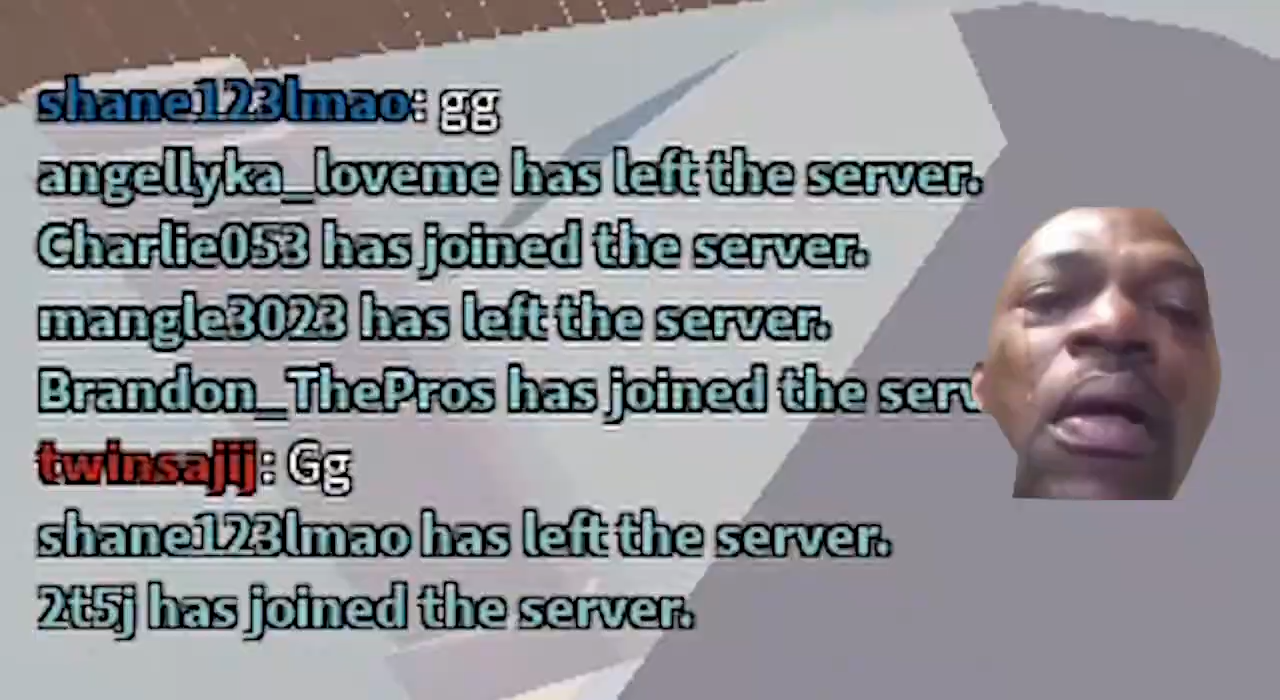 shane123lmao: gg
angellyka_loveme has left the server.
Charlie053 has joined the server.
mangle3023 has left the server.
Brandon_ThePros has joined the serv
twinsajij: Gg
shane123lmao has left the server.
2t5j has joined the server.